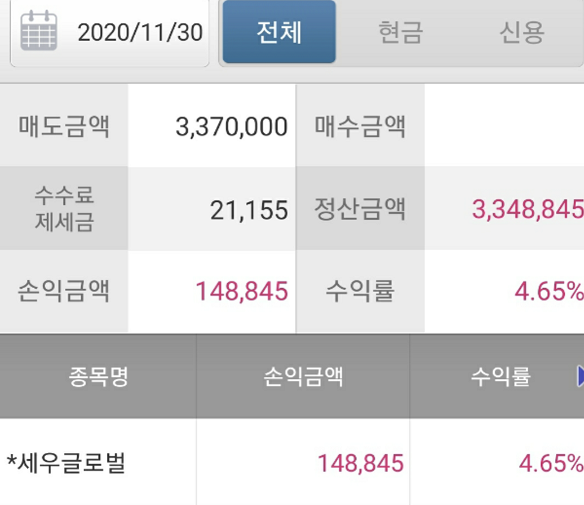 2020/11/30 전체 현금 신용
매도금액 3,370,000 매수금액
수수료
제세금 21,155 정산금액 3,348,845
손익금액 148,845 수익률 4.65%
종목명 손익금액 수익률
*세우글로벌 148,845 4.65%